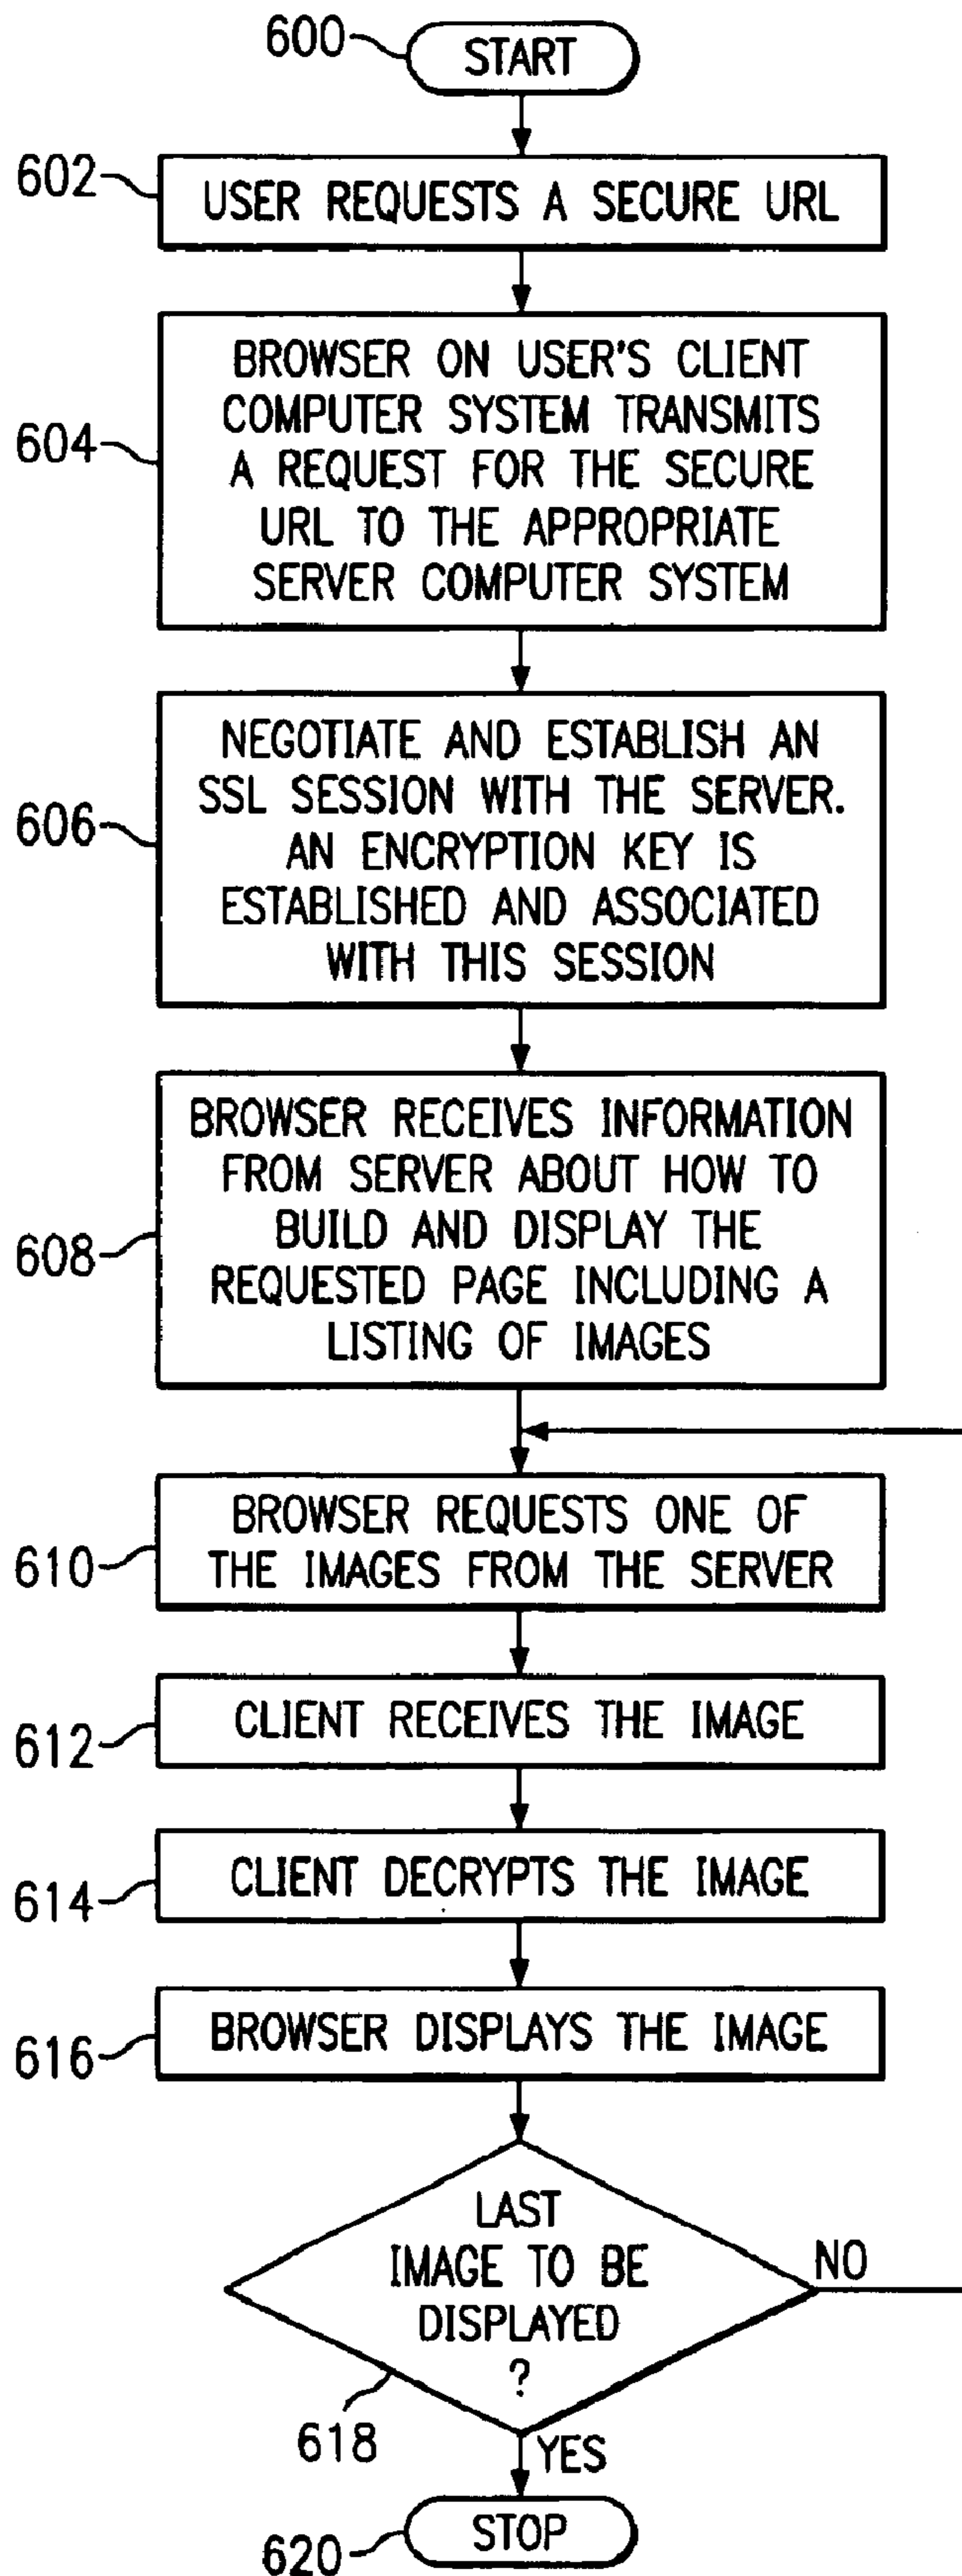 600
START
602
USER REQUESTS A SECURE URL
604
BROWSER ON USER'S CLIENT
COMPUTER SYSTEM TRANSMITS
A REQUEST FOR THE SECURE
URL TO THE APPROPRIATE
SERVER COMPUTER SYSTEM
606
NEGOTIATE AND ESTABLISH AN
SSL SESSION WITH THE SERVER.
AN ENCRYPTION KEY IS
ESTABLISHED AND ASSOCIATED
WITH THIS SESSION
608
BROWSER RECEIVES INFORMATION
FROM SERVER ABOUT HOW TO
BUILD AND DISPLAY THE
REQUESTED PAGE INCLUDING A
LISTING OF IMAGES
610
BROWSER REQUESTS ONE OF
THE IMAGES FROM THE SERVER
612
CLIENT RECEIVES THE IMAGE
614
CLIENT DECRYPTS THE IMAGE
616
BROWSER DISPLAYS THE IMAGE
LAST
IMAGE TO BE
DISPLAYED
?
NO
618
YES
STOP
620